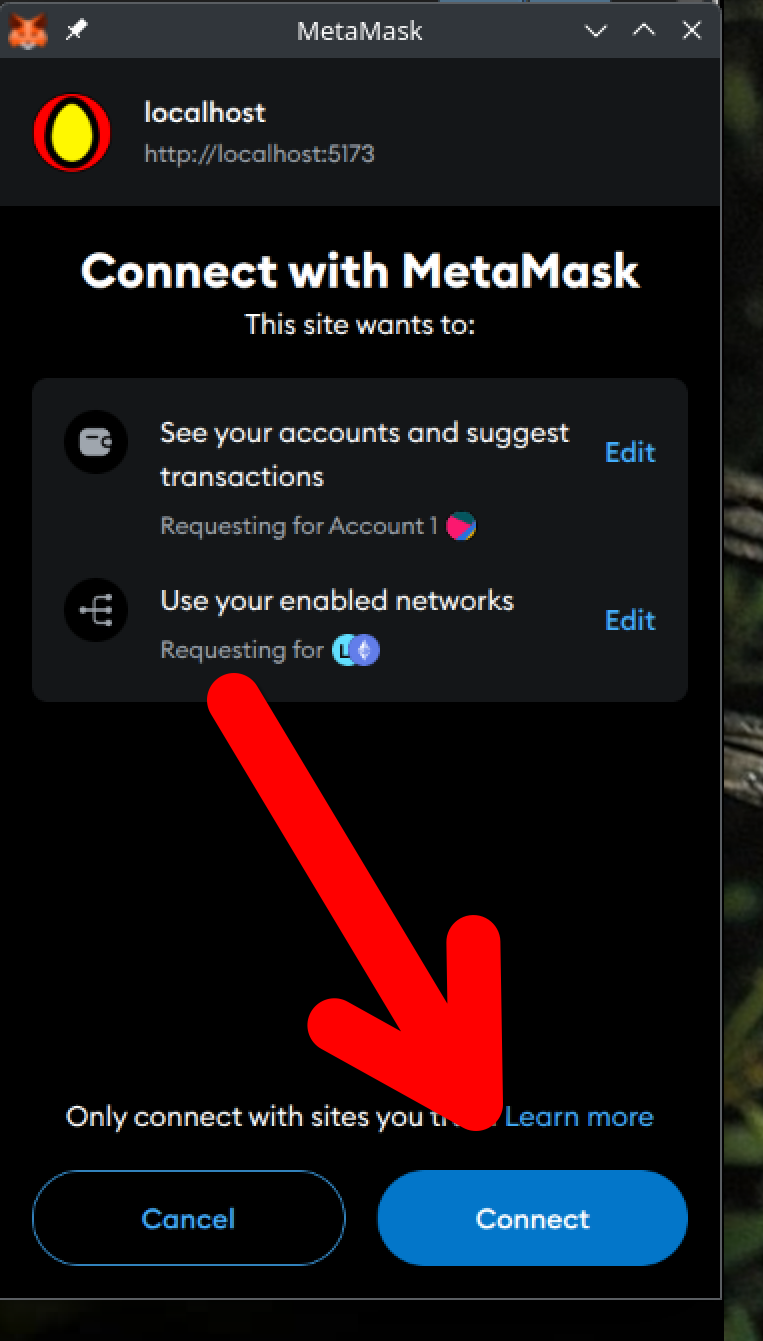 MetaMask
localhost
http://localhost:5173
Connect with MetaMask
This site wants to:
See your accounts and suggest
transactions
Edit
Requesting for Account 1
Use your enabled networks
Edit
Requesting for L
Only connect with sites you Learn more
Cancel
Connect